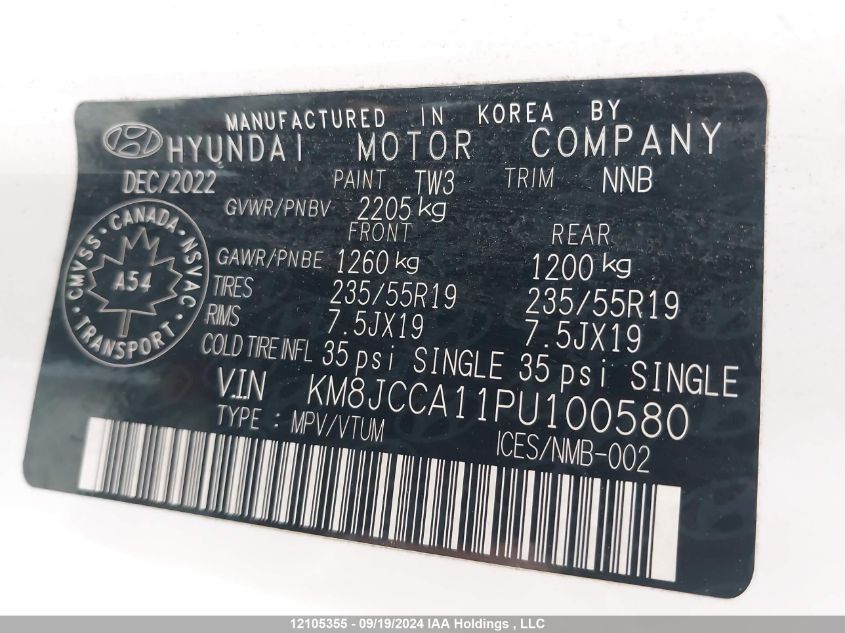 MANUFACTURED IN KOREA BY
HYUNDAI MOTOR COMPANY
DEC/2022 PAINT TW3 TRIM NNB
GVWR/PNBV 2205 kg
FRONT REAR
GAWR/PNBE 1260 kg 1200 kg
TIRES 235/55R19 235/55R19
RIMS 7.5JX19 7.5JX19
COLD TIRE INFL 35 psi SINGLE 35 psi SINGLE
V.I.N KM8JCCA11PU100580
TYPE : MPV/VTUM ICES/NMB-002
CMVSS · CANADA · NSVAC · TRANSPORT ·
A54
12105355 - 09/19/2024 IAA Holdings , LLC